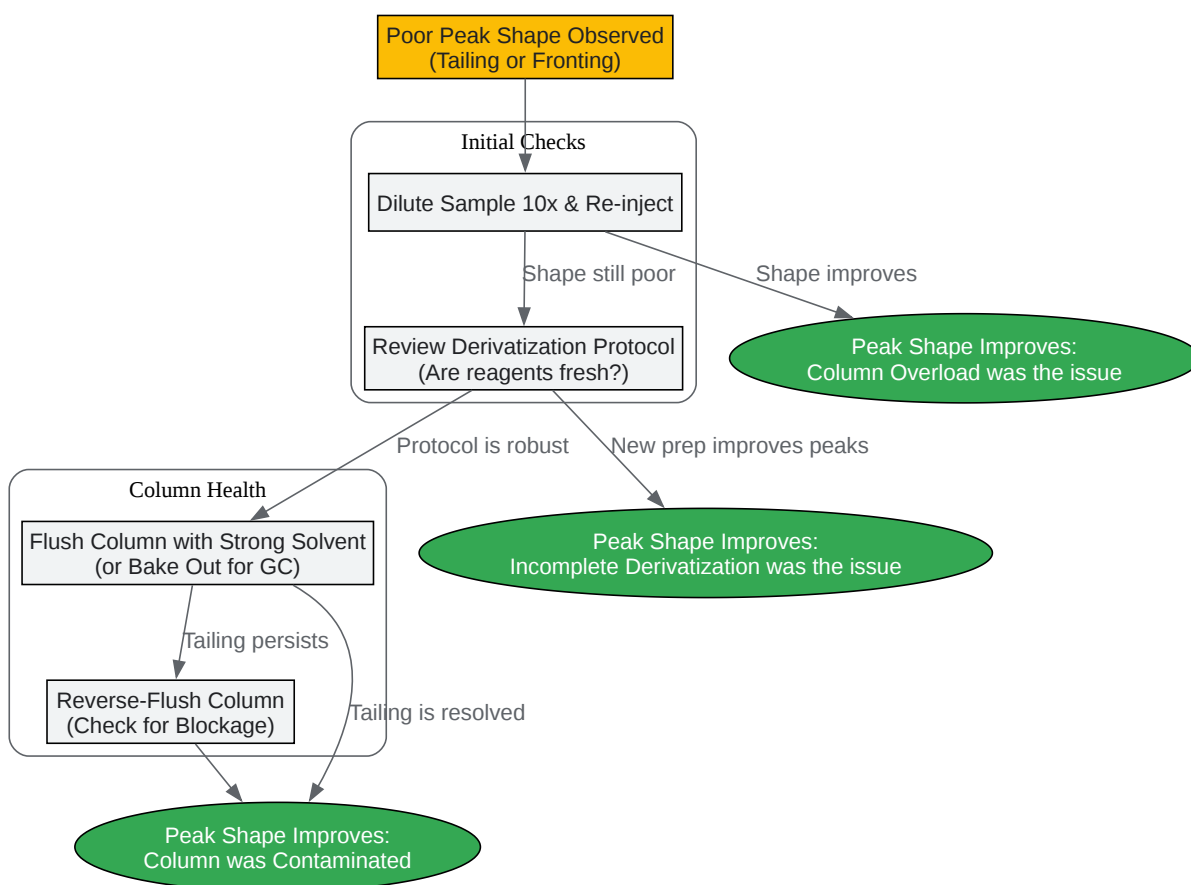 Poor Peak Shape Observed
(Tailing or Fronting)
Initial Checks
Dilute Sample 10x & Re-inject
Shape still poor
Shape improves
Review Derivatization Protocol
(Are reagents fresh?)
Peak Shape Improves:
Column Overload was the issue
Protocol is robust
New prep improves peaks
Column Health
Flush Column with Strong Solvent
(or Bake Out for GC)
Peak Shape Improves:
Incomplete Derivatization was the issue
Tailing persists
Reverse-Flush Column
(Check for Blockage)
Tailing is resolved
Peak Shape Improves:
Column was Contaminated